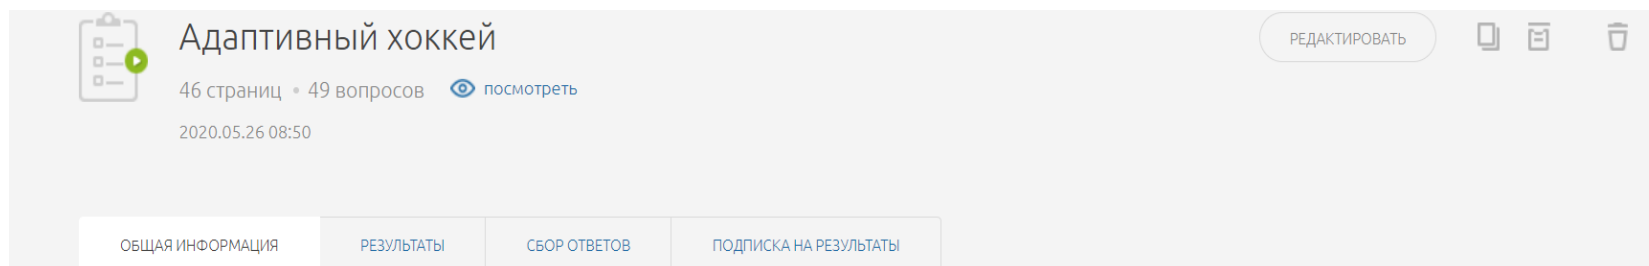 Адаптивный хоккей
РЕДАКТИРОВАТЬ
46 страниц • 49 вопросов посмотреть
2020.05.26 08:50
ОБЩАЯ ИНФОРМАЦИЯ РЕЗУЛЬТАТЫ СБОР ОТВЕТОВ ПОДПИСКА НА РЕЗУЛЬТАТЫ